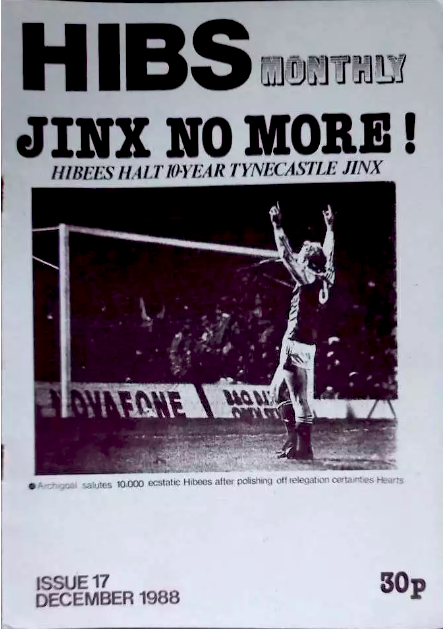 HIBS MONTHLY
JINX NO MORE!
HIBEES HALT 10-YEAR TYNECASTLE JINX
NOVAFONE
Archigoal salutes 10.000 ecstatic Hibees after polishing off relegation certainties Hearts
ISSUE 17
DECEMBER 1988
30p